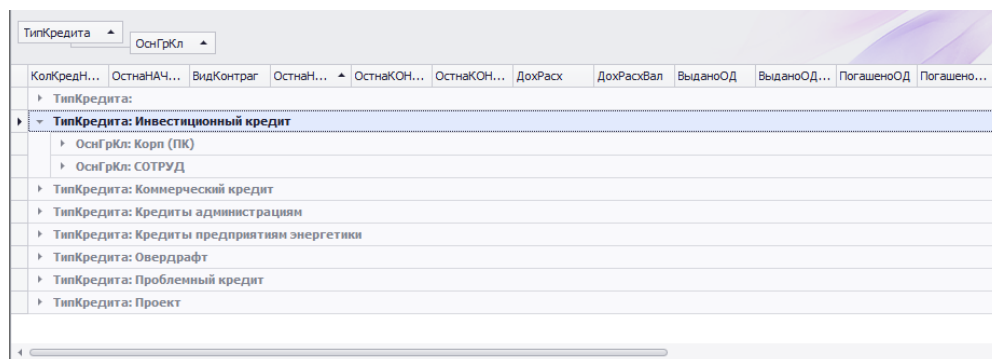 ТипКредита
ОснГрКл
КолКредН... ОстнаНАЧ... ВидКонтраг ОстнаН... ОстнаКОН... ОстнаКОН... ДохРасх ДохРасхВал ВыданоОД ВыданоОД... ПогашеноОД Погашено...
ТипКредита:
ТипКредита: Инвестиционный кредит
ОснГрКл: Корп (ПК)
ОснГрКл: СОТРУД
ТипКредита: Коммерческий кредит
ТипКредита: Кредиты администрациям
ТипКредита: Кредиты предприятиям энергетики
ТипКредита: Овердрафт
ТипКредита: Проблемный кредит
ТипКредита: Проект